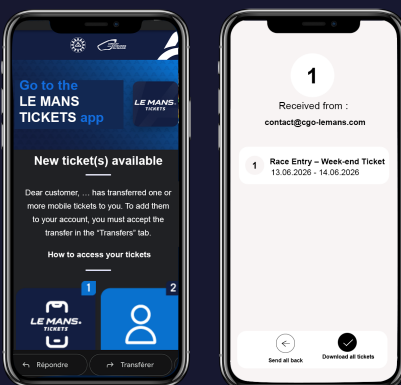 Go to the
LE MANS
TICKETS app
LE MANS.
TICKETS
New ticket(s) available
Dear customer, ... has transferred one or
more mobile tickets to you. To add them
to your account, you must accept the
transfer in the "Transfers" tab.
How to access your tickets
1
2
LE MANS.
TICKETS
Répondre
Transférer
1
Received from :
contact@cgo-lemans.com
1
Race Entry – Week-end Ticket
13.06.2026 - 14.06.2026
Send all back
Download all tickets